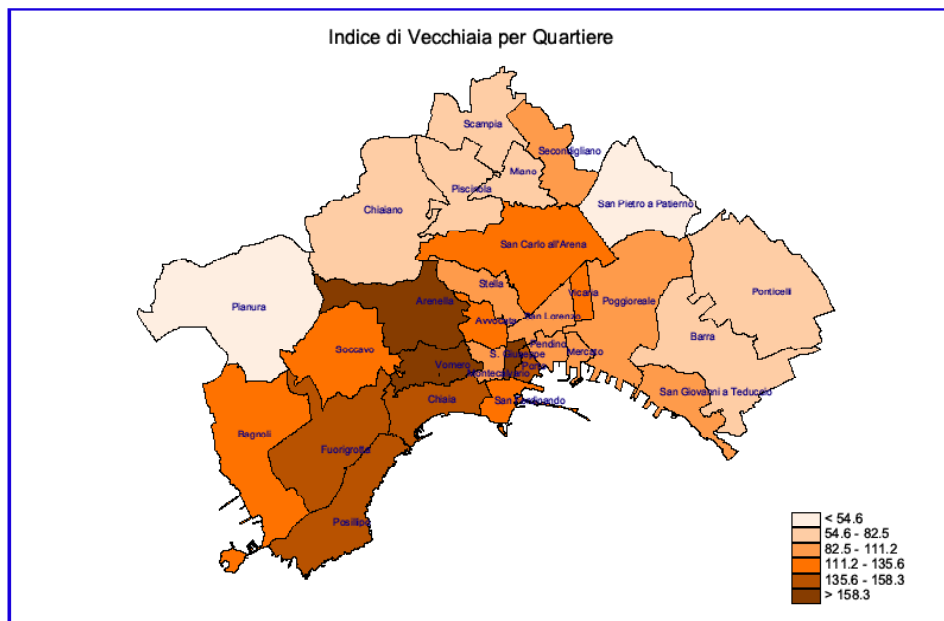 Indice di Vecchiaia per Quartiere
Scampia
Secondigliano
Miano
Piscinola
San Pietro a Patierno
Chiaiano
San Carlo all'Arena
Stella
Vicaria
Poggioreale
Ponticelli
Pianura
Arenella
Avvocata
San Lorenzo
Barra
Soccavo
Pendino
Mercato
S. Giuseppe
Porto
Vomero
Montecalvario
San Giovanni a Teduccio
Chiaia
San Ferdinando
Bagnoli
Fuorigrotta
Posillipo
< 54.6
54.6 - 82.5
82.5 - 111.2
111.2 - 135.6
135.6 - 158.3
> 158.3